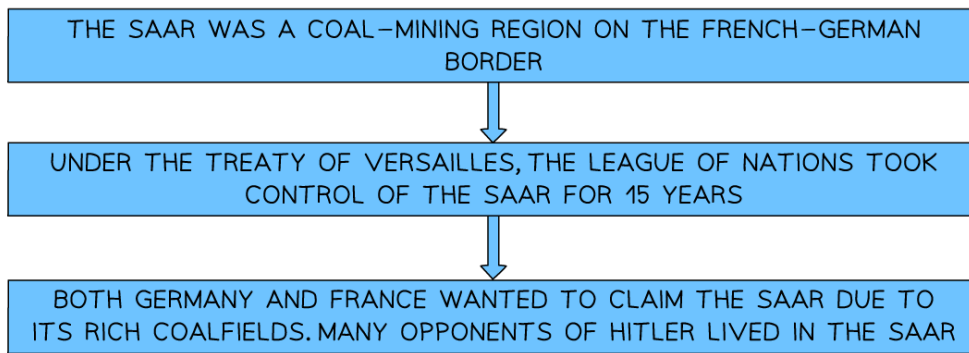 THE SAAR WAS A COAL-MINING REGION ON THE FRENCH-GERMAN
BORDER
UNDER THE TREATY OF VERSAILLES, THE LEAGUE OF NATIONS TOOK
CONTROL OF THE SAAR FOR 15 YEARS
BOTH GERMANY AND FRANCE WANTED TO CLAIM THE SAAR DUE TO
ITS RICH COALFIELDS. MANY OPPONENTS OF HITLER LIVED IN THE SAAR